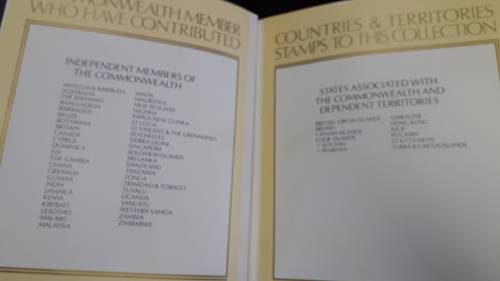 MONWEALTH MEMBER
WHO HAVE CONTRIBUTED
INDEPENDENT MEMBERS OF
THE COMMONWEALTH
ANTIGUA & BARBUDA
AUSTRALIA
THE BAHAMAS
BANGLADESH
BARBADOS
BELIZE
BOTSWANA
BRITAIN
CANADA
CYPRUS
DOMINICA
FIJI
THE GAMBIA
GHANA
GRENADA
GUYANA
INDIA
JAMAICA
KENYA
KIRIBATI
LESOTHO
MALAWI
MALAYSIA
MALTA
MAURITIUS
NEW ZEALAND
NIGERIA
PAPUA NEW GUINEA
ST LUCIA
ST VINCENT & THE GRENADINES
SEYCHELLES
SIERRA LEONE
SINGAPORE
SOLOMON ISLANDS
SRI LANKA
SWAZILAND
TANZANIA
TONGA
TRINIDAD & TOBAGO
TUVALU
UGANDA
VANUATU
WESTERN SAMOA
ZAMBIA
ZIMBABWE
COUNTRIES & TERRITORIES
STAMPS TO THIS COLLECTION
STATES ASSOCIATED WITH
THE COMMONWEALTH AND
DEPENDENT TERRITORIES
BRITISH VIRGIN ISLANDS
BRUNEI
CAYMAN ISLANDS
COOK ISLANDS
– AITUTAKI
– PENRHYN
GIBRALTAR
HONG KONG
NIUE
PITCAIRN
ST KITTS-NEVIS
TURKS & CAICOS ISLANDS